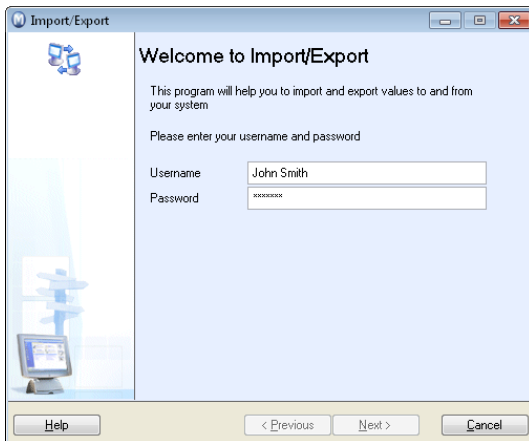 Import/Export
Welcome to Import/Export
This program will help you to import and export values to and from
your system
Please enter your username and password
Username John Smith
Password *******
Help < Previous Next > Cancel